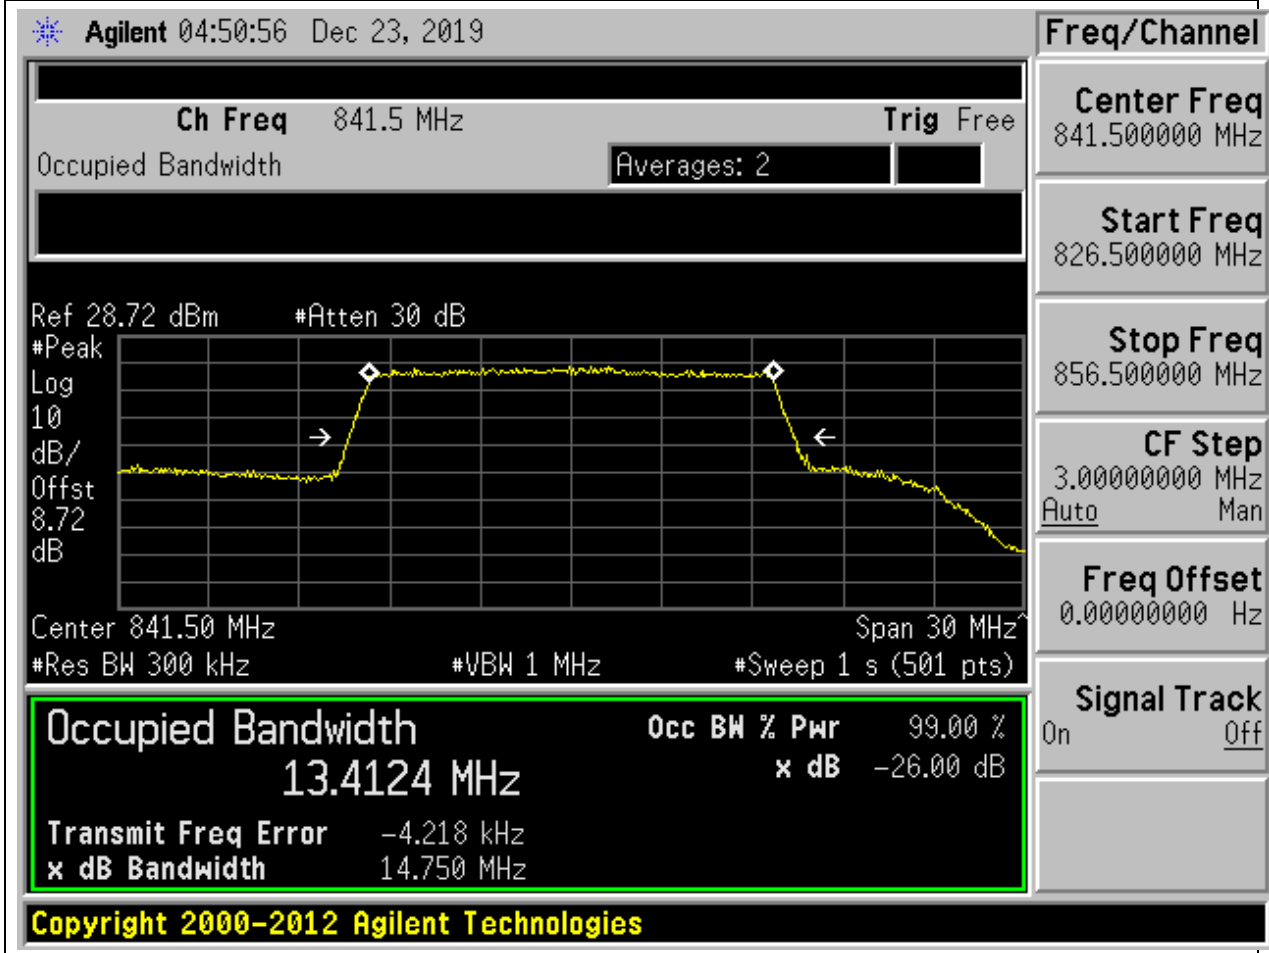 Agilent 04:50:56 Dec 23, 2019
Freq/Channel
Ch Freq 841.5 MHz Trig Free
Occupied Bandwidth Averages: 2
Ref 28.72 dBm #Atten 30 dB
#Peak
Log
10
dB/
Offst
8.72
dB
Center 841.50 MHz Span 30 MHz^
#Res BW 300 kHz #VBW 1 MHz #Sweep 1 s (501 pts)
Occupied Bandwidth Occ BW % Pwr 99.00 %
13.4124 MHz x dB -26.00 dB
Transmit Freq Error -4.218 kHz
x dB Bandwidth 14.750 MHz
Copyright 2000-2012 Agilent Technologies
Center Freq
841.500000 MHz
Start Freq
826.500000 MHz
Stop Freq
856.500000 MHz
CF Step
3.00000000 MHz
Auto Man
Freq Offset
0.00000000 Hz
Signal Track
On Off